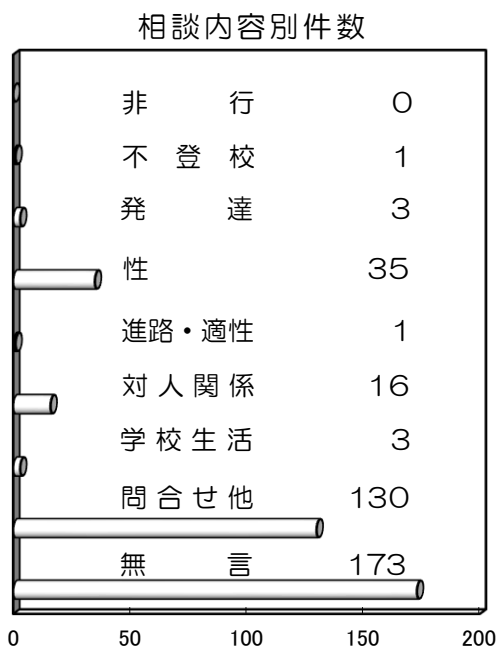 相談内容別件数
非行 0
不登校 1
発達 3
性 35
進路・適性 1
対人関係 16
学校生活 3
問合せ他 130
無言 173
0 50 100 150 200